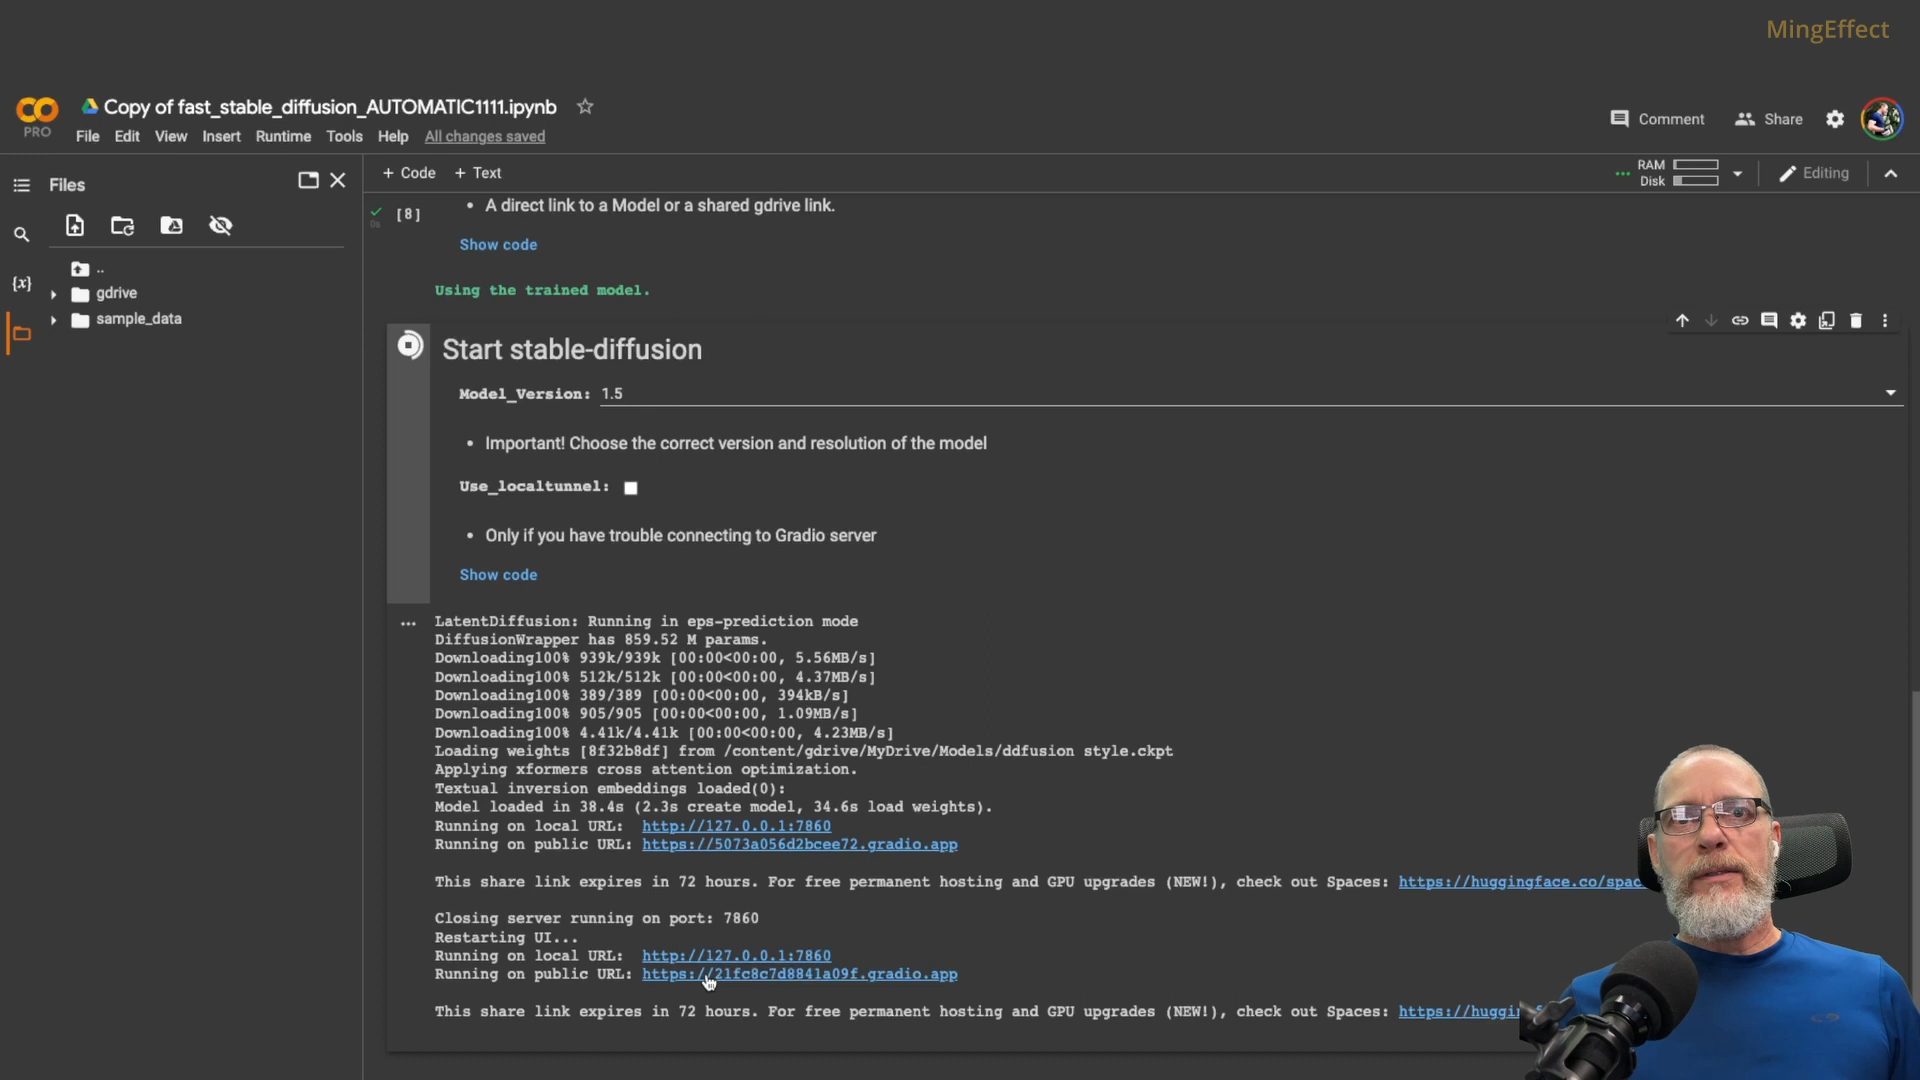 MingEffect
CO
PRO
Copy of fast_stable_diffusion_AUTOMATIC1111.ipynb
File Edit View Insert Runtime Tools Help All changes saved
Comment
Share
Files
{x}
..
gdrive
sample_data
+ Code + Text
RAM
Disk
Editing
[8]
0s
• A direct link to a Model or a shared gdrive link.
Show code
Using the trained model.
Start stable-diffusion
Model_Version: 1.5
• Important! Choose the correct version and resolution of the model
Use_localtunnel:
• Only if you have trouble connecting to Gradio server
Show code
LatentDiffusion: Running in eps-prediction mode
DiffusionWrapper has 859.52 M params.
Downloading100% 939k/939k [00:00<00:00, 5.56MB/s]
Downloading100% 512k/512k [00:00<00:00, 4.37MB/s]
Downloading100% 389/389 [00:00<00:00, 394kB/s]
Downloading100% 905/905 [00:00<00:00, 1.09MB/s]
Downloading100% 4.41k/4.41k [00:00<00:00, 4.23MB/s]
Loading weights [8f32b8df] from /content/gdrive/MyDrive/Models/ddfusion style.ckpt
Applying xformers cross attention optimization.
Textual inversion embeddings loaded(0):
Model loaded in 38.4s (2.3s create model, 34.6s load weights).
Running on local URL: http://127.0.0.1:7860
Running on public URL: https://5073a056d2bcee72.gradio.app
This share link expires in 72 hours. For free permanent hosting and GPU upgrades (NEW!), check out Spaces: https://huggingface.co/spac
Closing server running on port: 7860
Restarting UI...
Running on local URL: http://127.0.0.1:7860
Running on public URL: https://21fc8c7d8841a09f.gradio.app
This share link expires in 72 hours. For free permanent hosting and GPU upgrades (NEW!), check out Spaces: https://huggi